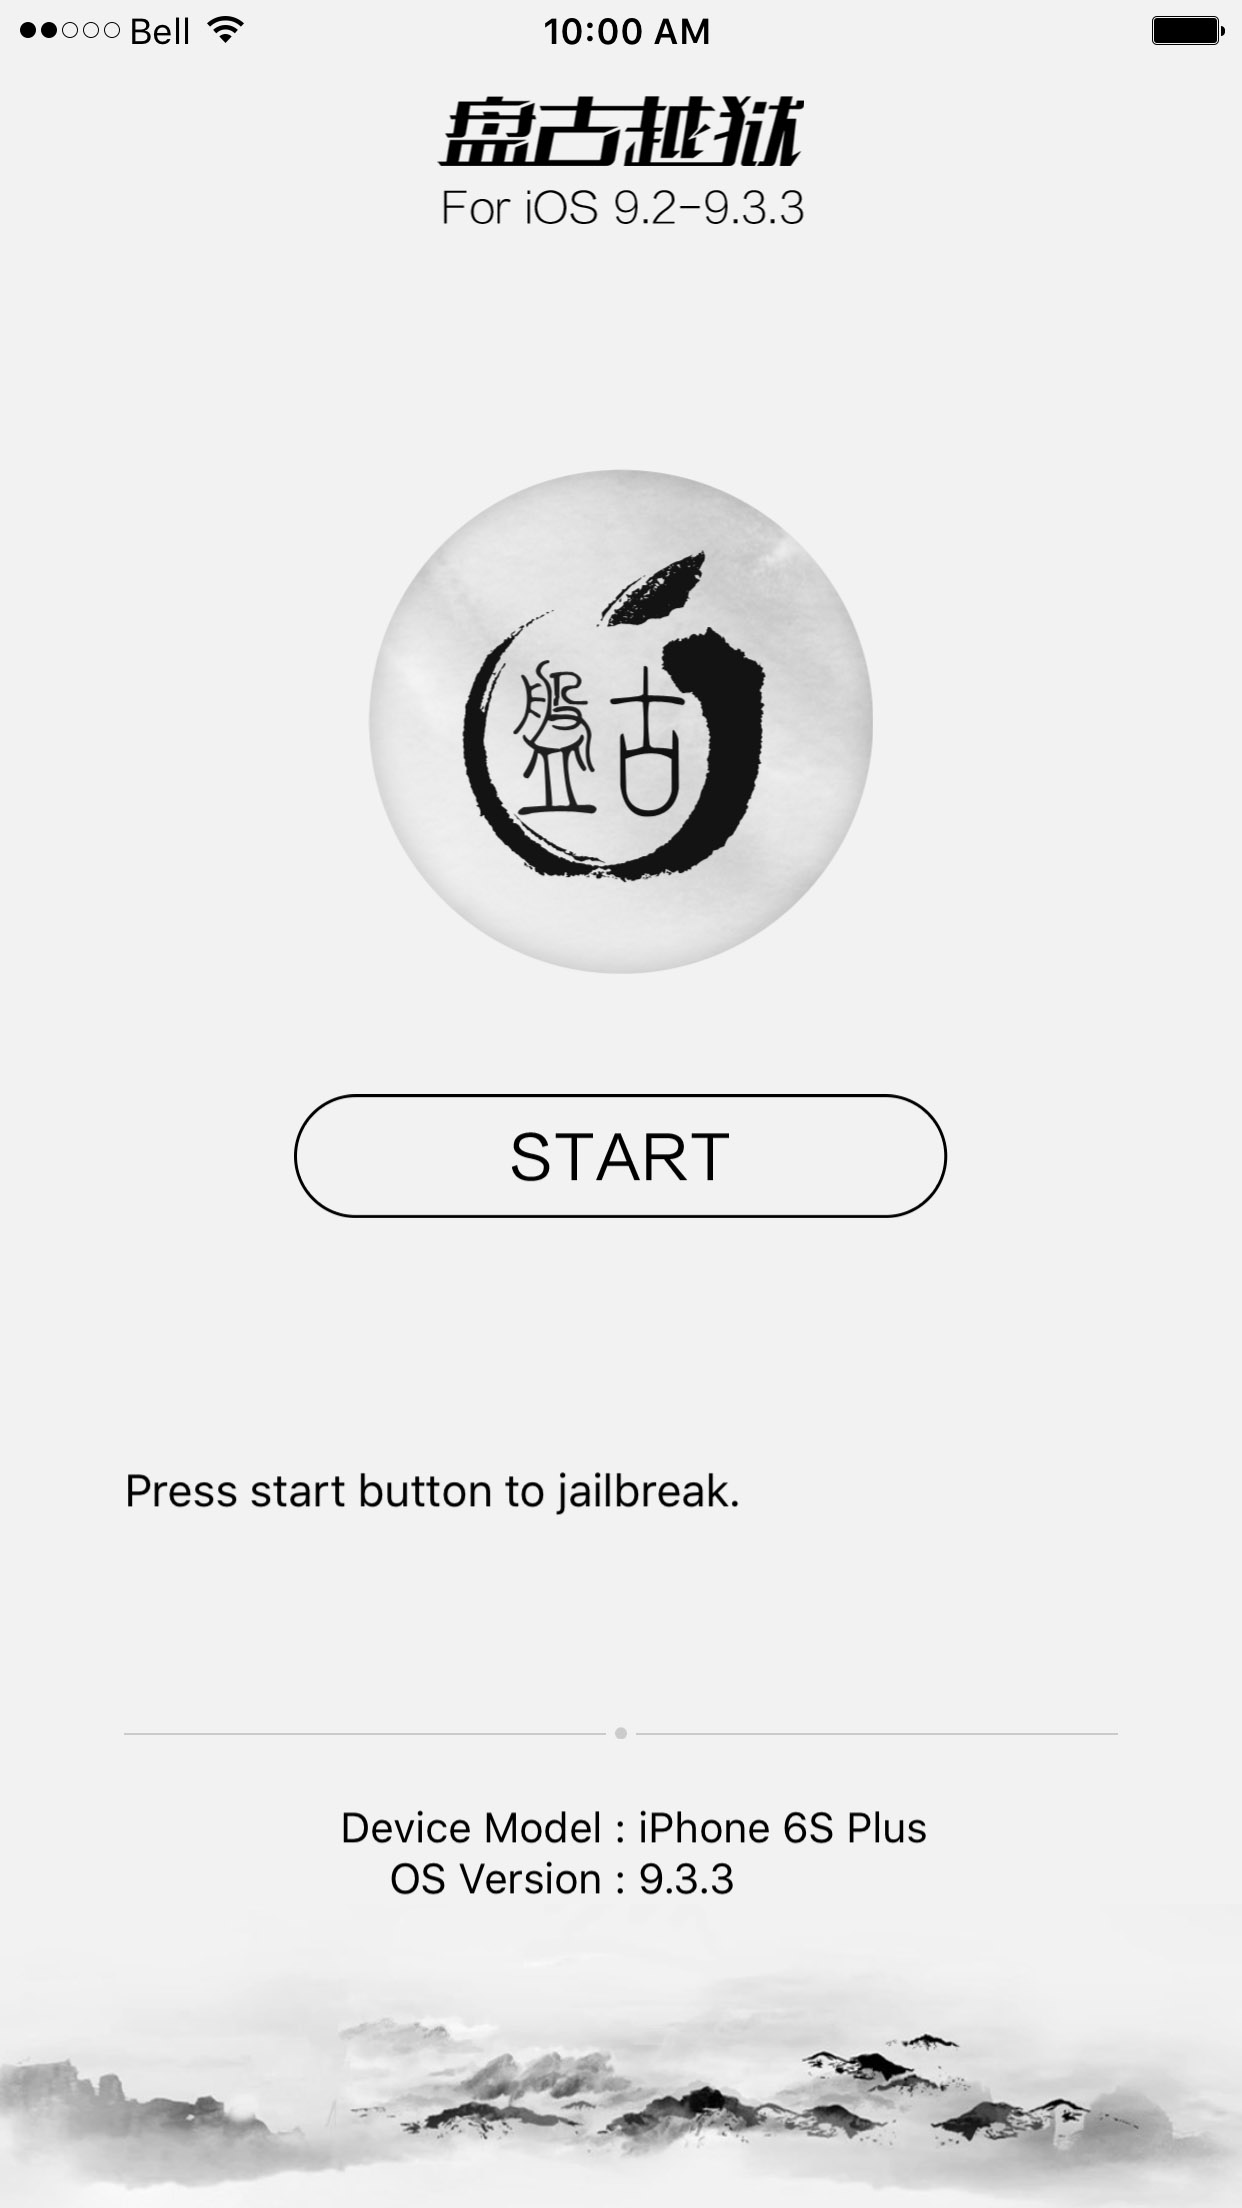 Bell 10:00 AM
盘古越狱
For iOS 9.2-9.3.3
盤古
START
Press start button to jailbreak.
Device Model : iPhone 6S Plus
OS Version : 9.3.3